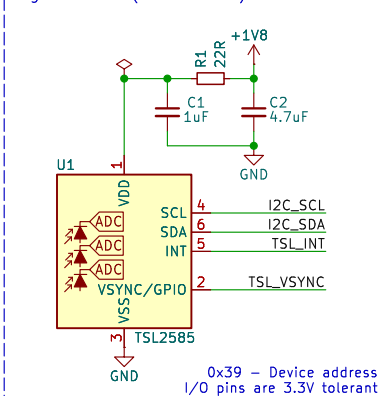 +1V8
R1
22R
C1
1uF
C2
4.7uF
GND
U1
1
VDD
ADC
ADC
ADC
SCL
4
I2C_SCL
SDA
6
I2C_SDA
INT
5
TSL_INT
VSYNC/GPIO
2
TSL_VSYNC
VSS
3
TSL2585
GND
0x39 - Device address
I/O pins are 3.3V tolerant